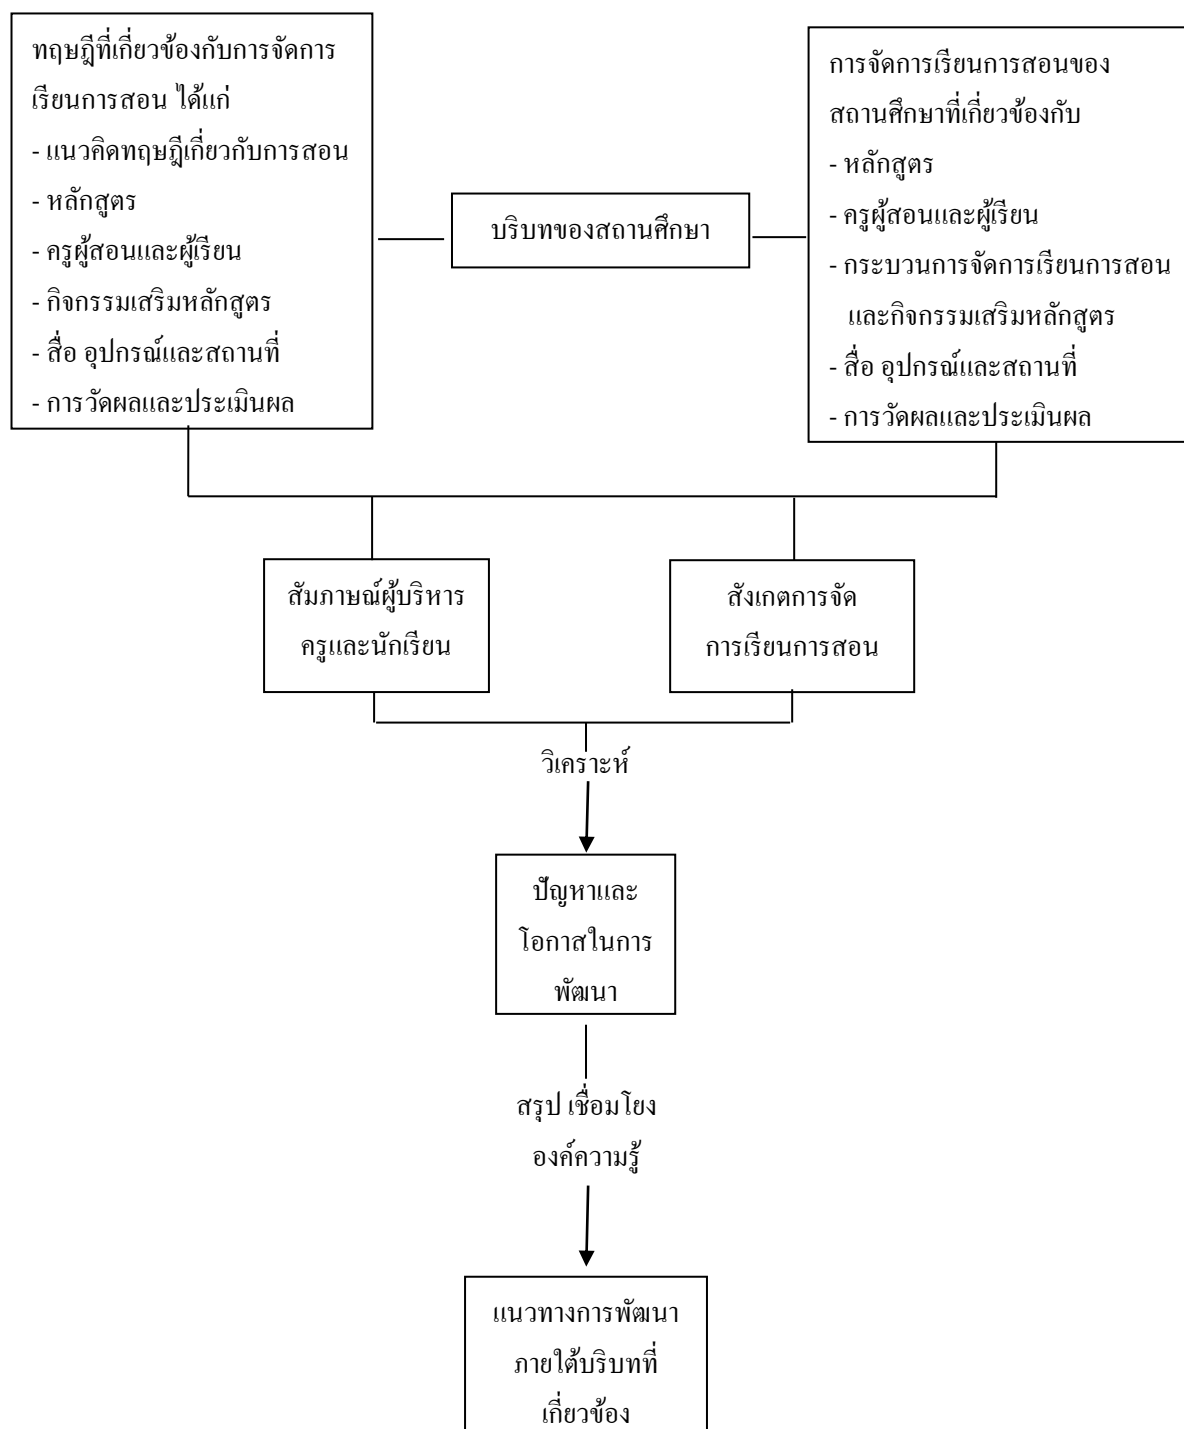 ทฤษฎีที่เกี่ยวข้องกับการจัดการ
เรียนการสอน ได้แก่
- แนวคิดทฤษฎีเกี่ยวกับการสอน
- หลักสูตร
- ครูผู้สอนและผู้เรียน
- กิจกรรมเสริมหลักสูตร
- สื่อ อุปกรณ์และสถานที่
- การวัดผลและประเมินผล
บริบทของสถานศึกษา
การจัดการเรียนการสอนของ
สถานศึกษาที่เกี่ยวข้องกับ
- หลักสูตร
- ครูผู้สอนและผู้เรียน
- กระบวนการจัดการเรียนการสอน
และกิจกรรมเสริมหลักสูตร
- สื่อ อุปกรณ์และสถานที่
- การวัดผลและประเมินผล
สัมภาษณ์ผู้บริหาร
ครูและนักเรียน
สังเกตการจัด
การเรียนการสอน
วิเคราะห์
ปัญหาและ
โอกาสในการ
พัฒนา
สรุป เชื่อมโยง
องค์ความรู้
แนวทางการพัฒนา
ภายใต้บริบทที่
เกี่ยวข้อง